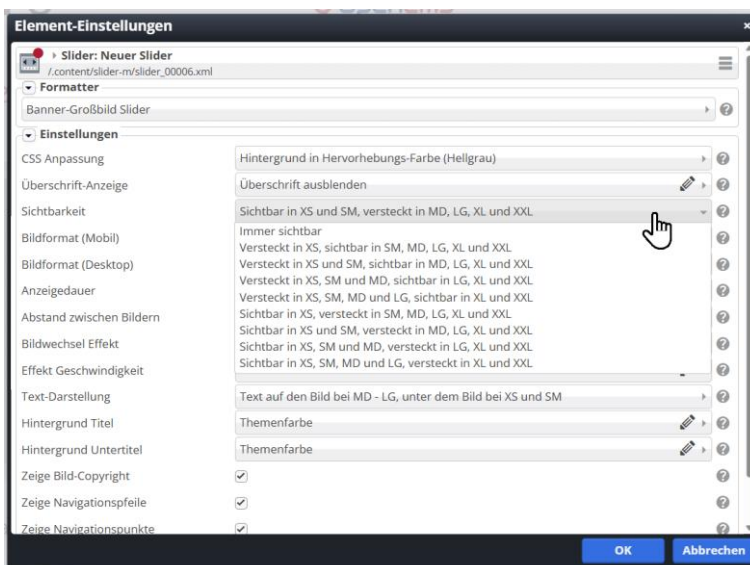 Element-Einstellungen
Slider: Neuer Slider
/.content/slider-m/slider_00006.xml
Formatter
Banner-Großbild Slider
Einstellungen
CSS Anpassung Hintergrund in Hervorhebungs-Farbe (Hellgrau)
Überschrift-Anzeige Überschrift ausblenden
Sichtbarkeit Sichtbar in XS und SM, versteckt in MD, LG, XL und XXL
Immer sichtbar
Bildformat (Mobil) Versteckt in XS, sichtbar in SM, MD, LG, XL und XXL
Bildformat (Desktop) Versteckt in XS und SM, sichtbar in MD, LG, XL und XXL
Versteckt in XS, SM und MD, sichtbar in LG, XL und XXL
Anzeigedauer Versteckt in XS, SM, MD und LG, sichtbar in XL und XXL
Abstand zwischen Bildern Sichtbar in XS, versteckt in SM, MD, LG, XL und XXL
Sichtbar in XS und SM, versteckt in MD, LG, XL und XXL
Bildwechsel Effekt Sichtbar in XS, SM und MD, versteckt in LG, XL und XXL
Effekt Geschwindigkeit Sichtbar in XS, SM, MD und LG, versteckt in XL und XXL
Text-Darstellung Text auf den Bild bei MD - LG, unter dem Bild bei XS und SM
Hintergrund Titel Themenfarbe
Hintergrund Untertitel Themenfarbe
Zeige Bild-Copyright
Zeige Navigationspfeile
Zeige Navigationspunkte
OK Abbrechen